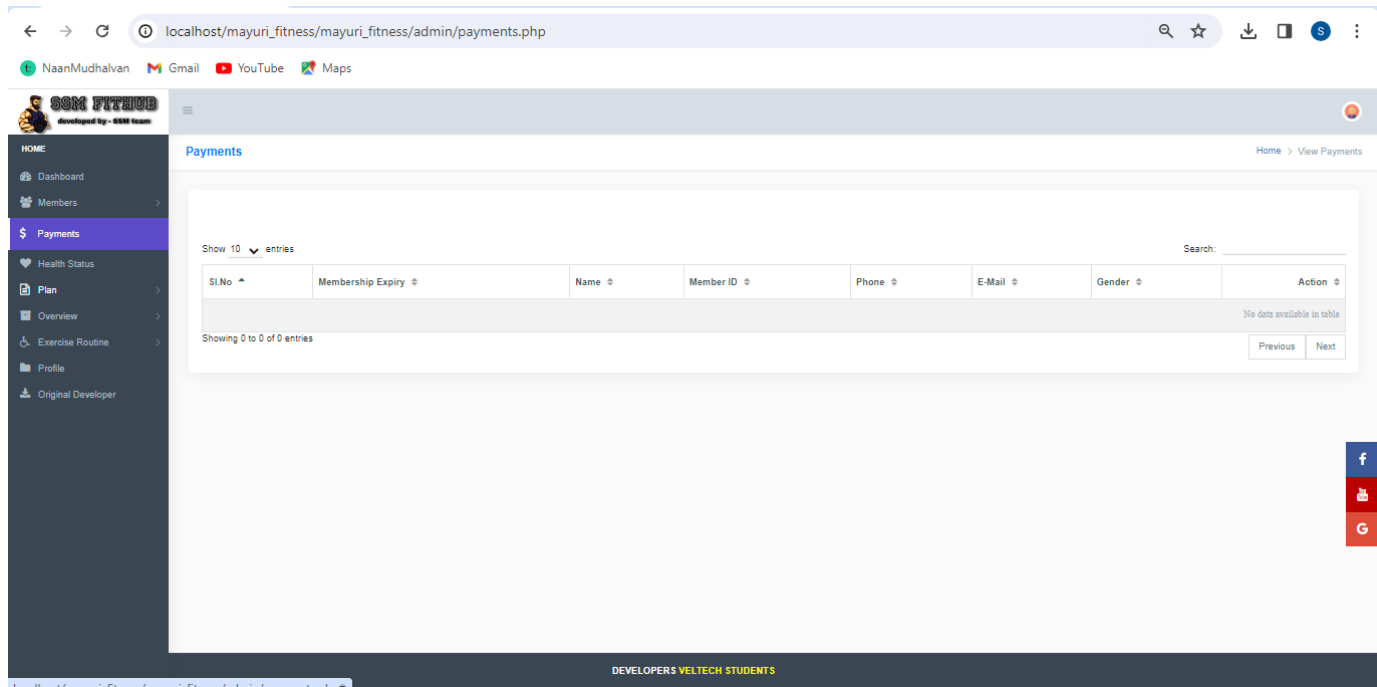 localhost/mayuri_fitness/mayuri_fitness/admin/payments.php
S
t NaanMudhalvan Gmail YouTube Maps
SSM FITHUB
developed by - SSM team
HOME
Payments
Home > View Payments
Dashboard
Members
$ Payments
Health Status
Plan
Overview
Exercise Routine
Profile
Original Developer
Show 10 entries
Search:
Sl.No Membership Expiry Name Member ID Phone E-Mail Gender Action
No data available in table
Showing 0 to 0 of 0 entries
Previous Next
f
You Tube
G
DEVELOPERS VELTECH STUDENTS